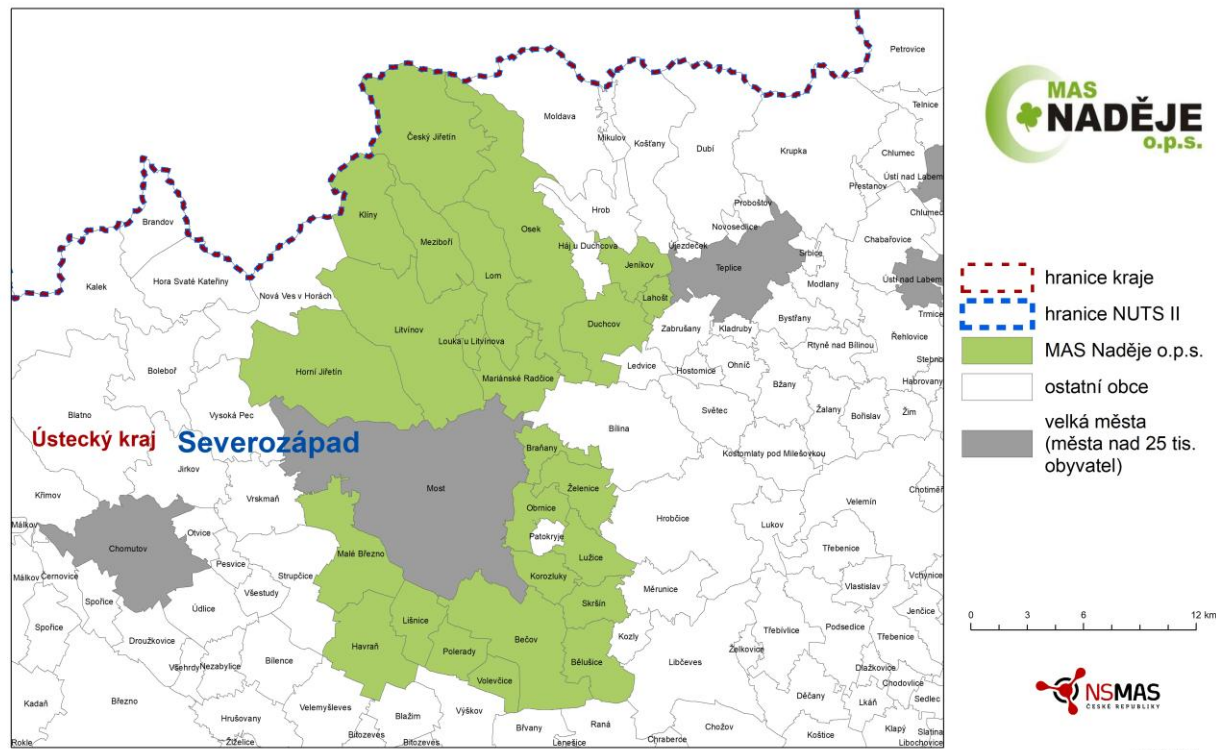 Petrovice
Telnice
Moldava
Mikulov
Košťany
Dubí
Krupka
Chlumec
Ústí nad Labem
Přestanov
Chlumec
Český Jiřetín
Klíny
Meziboří
Osek
Hrob
Proboštov
Novosedlice
Brandov
Háj u Duchcova
Újezdeček
Teplice
Srbice
Chabařovice
Kalek
Hora Svaté Kateřiny
Lom
Jeníkov
Modlany
Ústí nad Labem
Nová Ves v Horách
Lahošť
Bystřany
Trmice
Litvínov
Louka u Litvínova
Duchcov
Zabrušany
Kladruby
Řehlovice
Rtyně nad Bílinou
Boleboř
Horní Jiřetín
Mariánské Radčice
Ledvice
Hostomice
Ohníč
Stebno
Habrovany
Bžany
Blatno
Vysoká Pec
Světec
Žalany
Bořislav
Žim
Ústecký kraj
Severozápad
Bílina
Braňany
Kostomlaty pod Milešovkou
Jirkov
Křimov
Vrskmaň
Most
Želenice
Obrnice
Velemín
Chotiměř
Hrobčice
Lukov
Málkov
Otvice
Patokryje
Chomutov
Malé Březno
Lužice
Třebenice
Málkov
Černovice
Pesvice
Strupčice
Korozluky
Měrunice
Vlastislav
Vchynice
Spořice
Všestudy
Skršín
Jenčice
Údlice
Lišnice
Spořice
Droužkovice
Havraň
Polerady
Bečov
Kozly
Třebívlice
Podsedice
Třebenice
Všehrdy
Nezabylice
Bílence
Bělušice
Libčeves
Želkovice
Dlažkovice
Volevčice
Chodovlice
Kadaň
Březno
Velemyšleves
Výškov
Děčany
Lkáň
Sedlec
Hrušovany
Blažim
Břvany
Raná
Chožov
Klapý
Slatina
Rokle
Žiželice
Bitozeves
Bitozeves
Lenešice
Chraberce
Koštice
Libochovice
MAS
NADĚJE
o.p.s.
hranice kraje
hranice NUTS II
MAS Naděje o.p.s.
ostatní obce
velká města
(města nad 25 tis.
obyvatel)
0 3 6 12 km
NSMAS
ČESKÉ REPUBLIKY